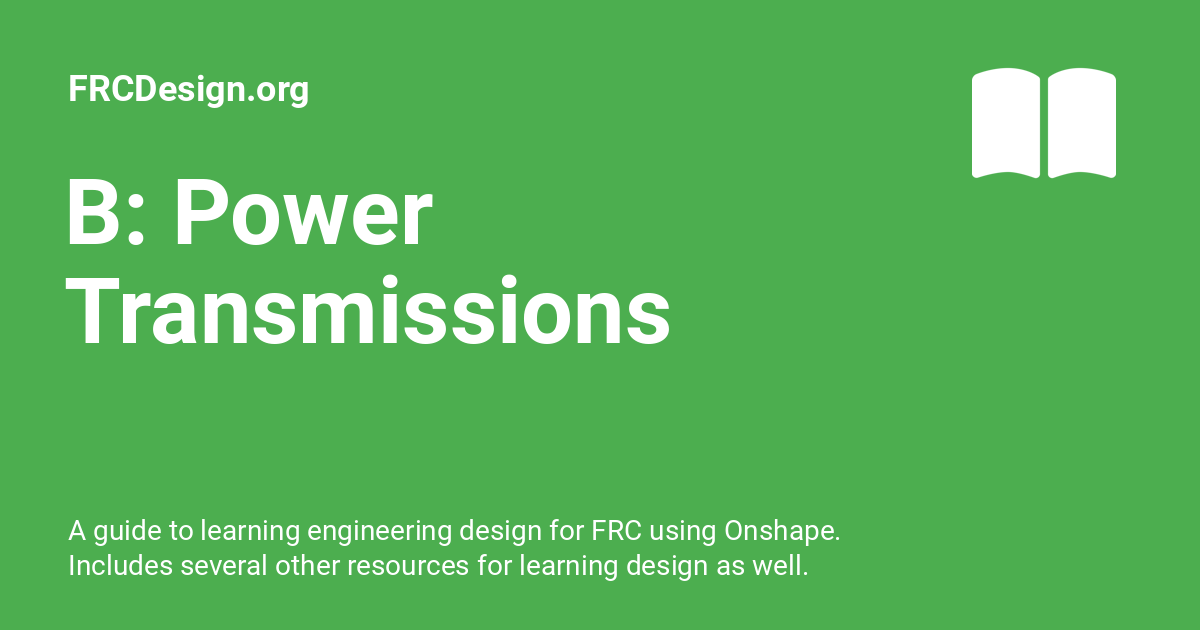 FRCDesign.org
B: Power
Transmissions
A guide to learning engineering design for FRC using Onshape.
Includes several other resources for learning design as well.